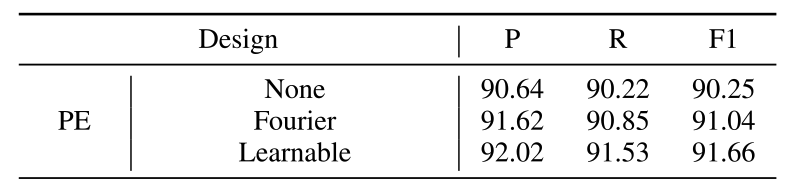 Design P R F1
None 90.64 90.22 90.25
PE Fourier 91.62 90.85 91.04
Learnable 92.02 91.53 91.66